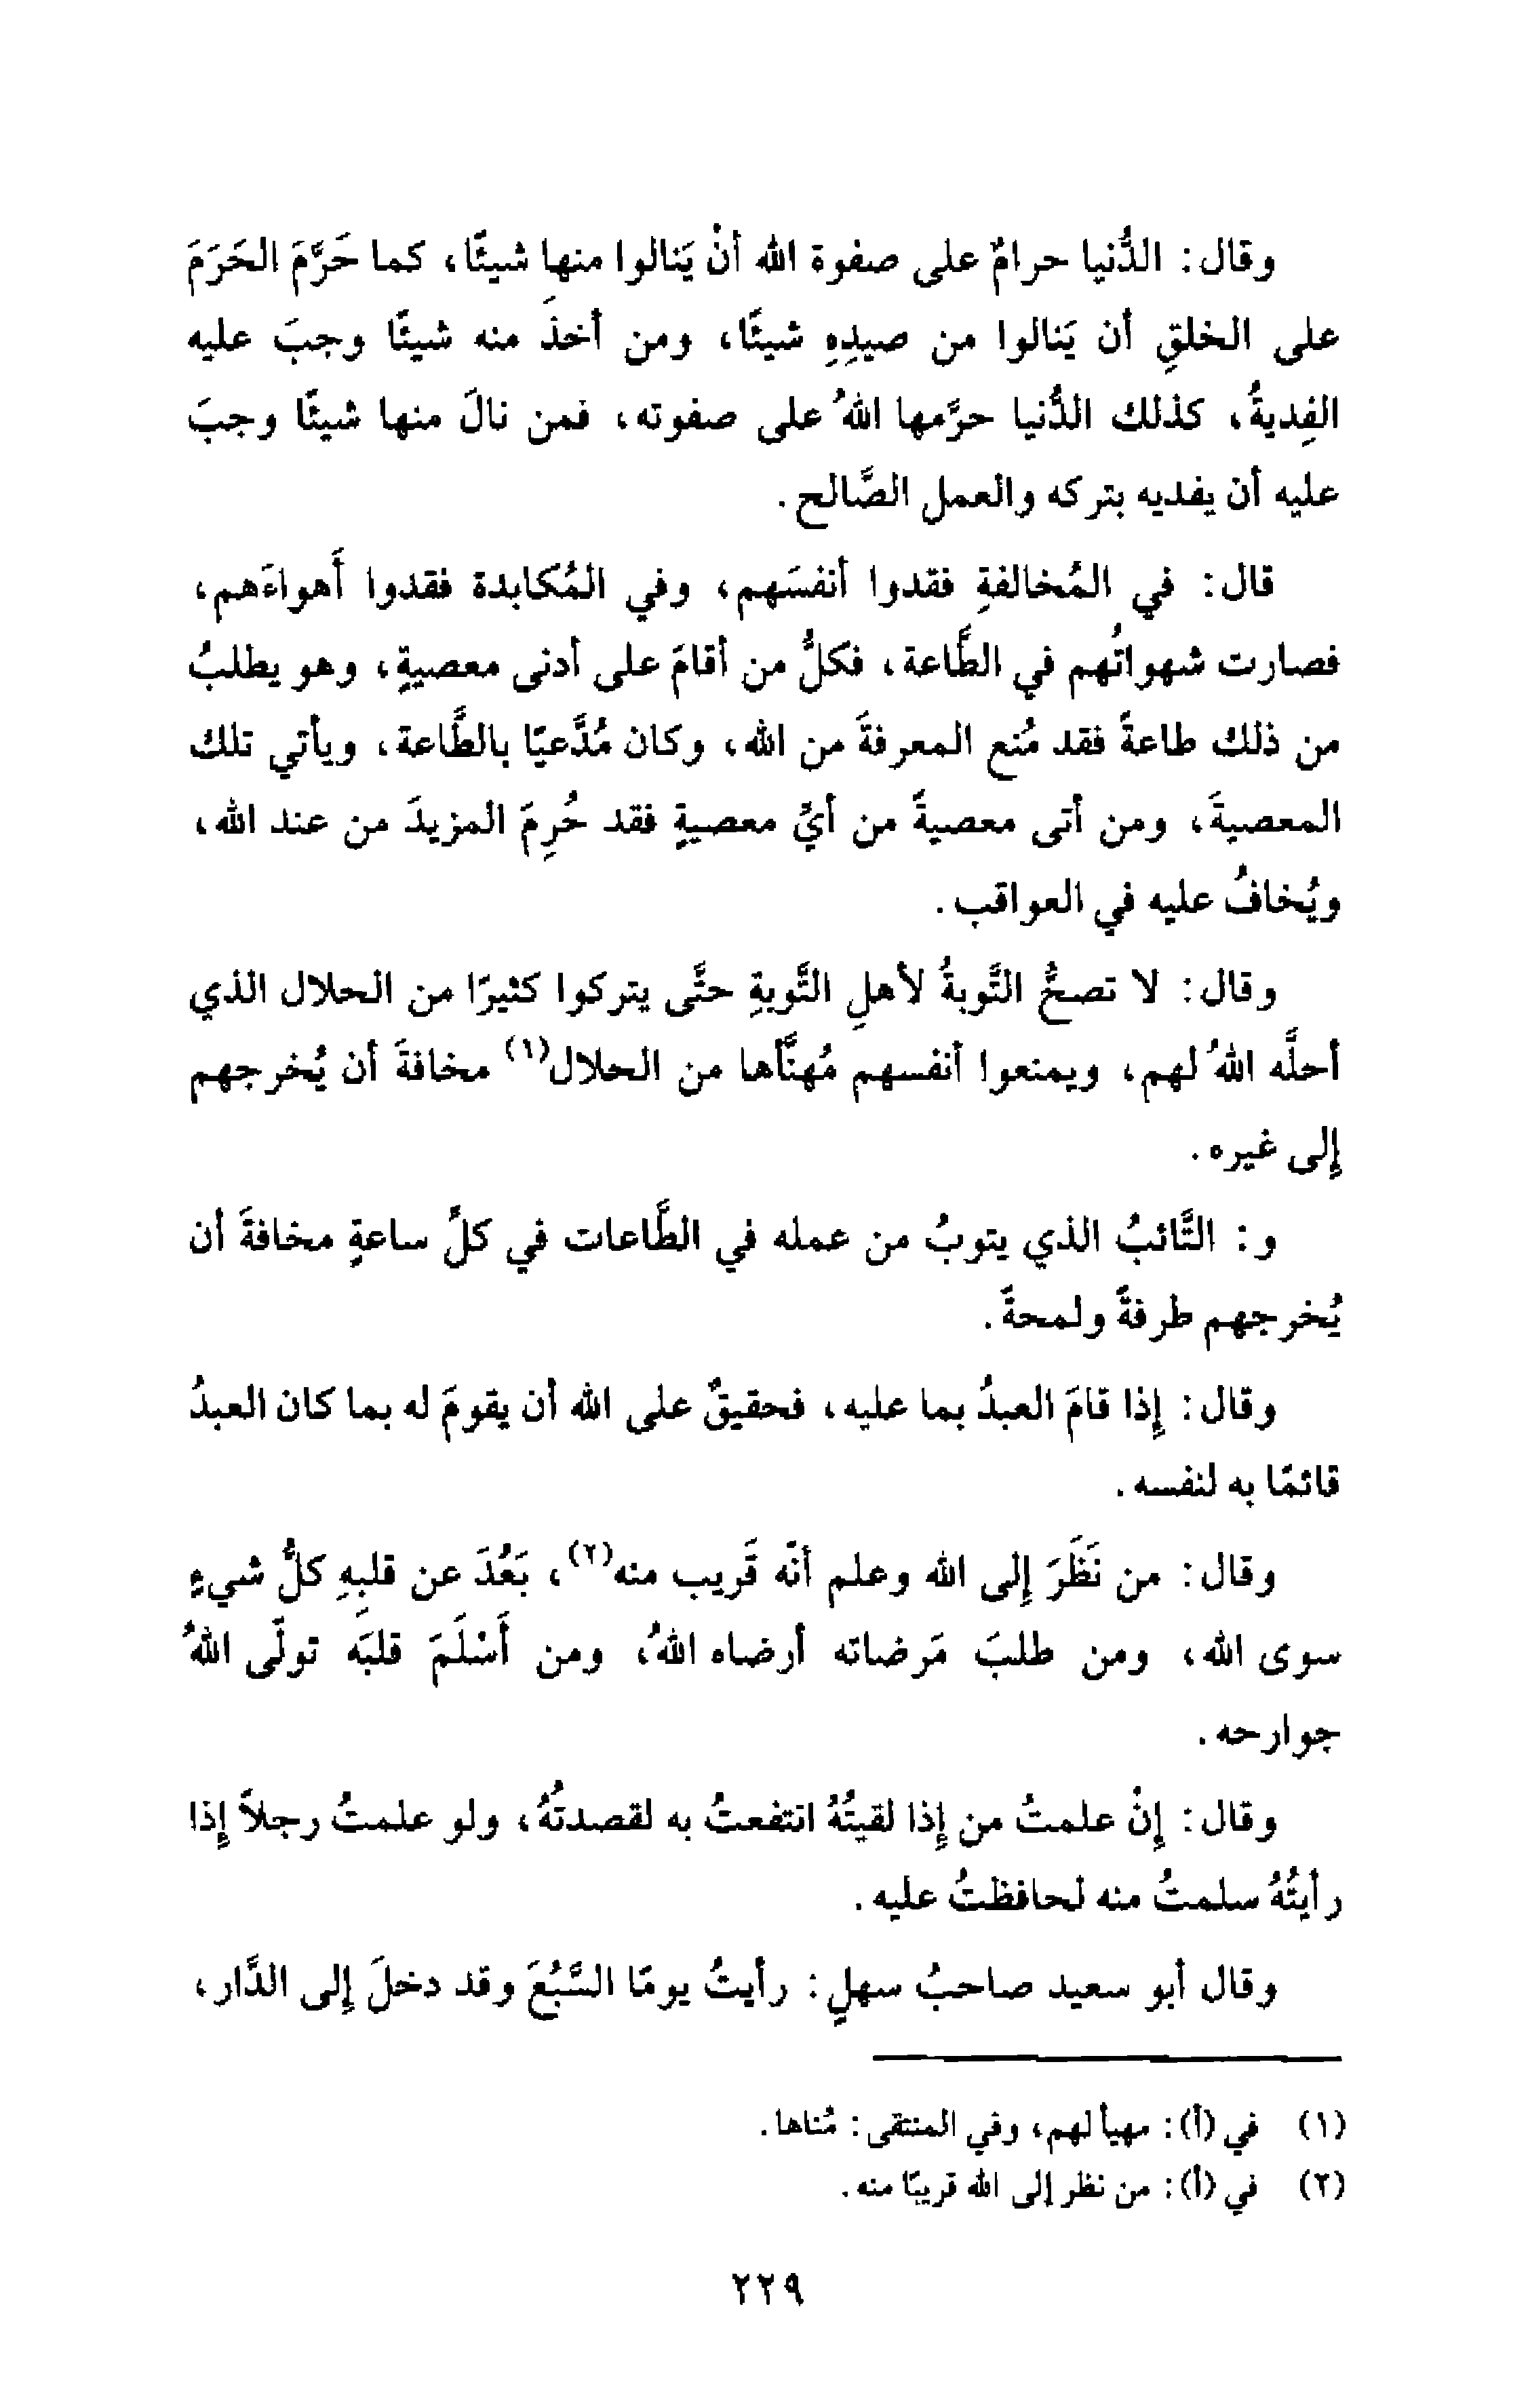 وقال: الدُّنيا حرامٌ على صفوة الله أنْ يَنالوا منها شيئًا، كما حَرَّمَ الحَرَمَ
على الخلقِ أن يَنالوا من صيدِهِ شيئًا، ومن أخذَ منه شيئًا وجبَ عليه
الفِديةُ، كذلك الدُّنيا حرَّمها اللهُ على صفوته، فمن نالَ منها شيئًا وجبَ
عليه أن يفديه بتركه والعمل الصَّالح.
قال: في المُخالفةِ فقدوا أنفسَهم، وفي المُكابدة فقدوا أَهواءَهم،
فصارت شهواتُهم في الطَّاعة، فكلُّ من أقامَ على أدنى معصيةٍ، وهو يطلبُ
من ذلك طاعةً فقد مُنع المعرفةَ من الله، وكان مُدَّعيًا بالطَّاعة، ويأتي تلك
المعصيةَ، ومن أتى معصيةً من أيِّ معصيةٍ فقد حُرِمَ المزيدَ من عند الله،
ويُخافُ عليه في العواقب.
وقال: لا تصحُّ التَّوبةُ لأهلِ التَّوبةِ حتَّى يتركوا كثيرًا من الحلال الذي
أحلَّه اللهُ لهم، ويمنعوا أنفسهم مُهنَّأها من الحلال(١) مخافةَ أن يُخرجهم
إلى غيره.
و: التَّائبُ الذي يتوبُ من عمله في الطَّاعات في كلِّ ساعةٍ مخافةَ أن
يُخرجهم طرفةً ولمحةً.
وقال: إذا قامَ العبدُ بما عليه، فحقيقٌ على الله أن يقومَ له بما كان العبدُ
قائمًا به لنفسه.
وقال: من نَظَرَ إلى الله وعلم أنّه قَريب منه(٢)، بَعُدَ عن قلبِهِ كلُّ شيءٍ
سوى الله، ومن طلبَ مَرضاته أرضاه اللهُ، ومن أَسْلَمَ قلبَه تولّى اللهُ
جوارحه.
وقال: إنْ علمتُ من إذا لقيتُهُ انتفعتُ به لقصدتُهُ، ولو علمتُ رجلاً إذا
رأيتُهُ سلمتُ منه لحافظتُ عليه.
وقال أبو سعيد صاحبُ سهلٍ: رأيتُ يومًا السَّبُعَ وقد دخلَ إلى الدَّار،
(١) في (أ): مهيأ لهم، وفي المنتقى: مُناها.
(٢) في (أ): من نظر إلى الله قريبًا منه.
٢٢٩